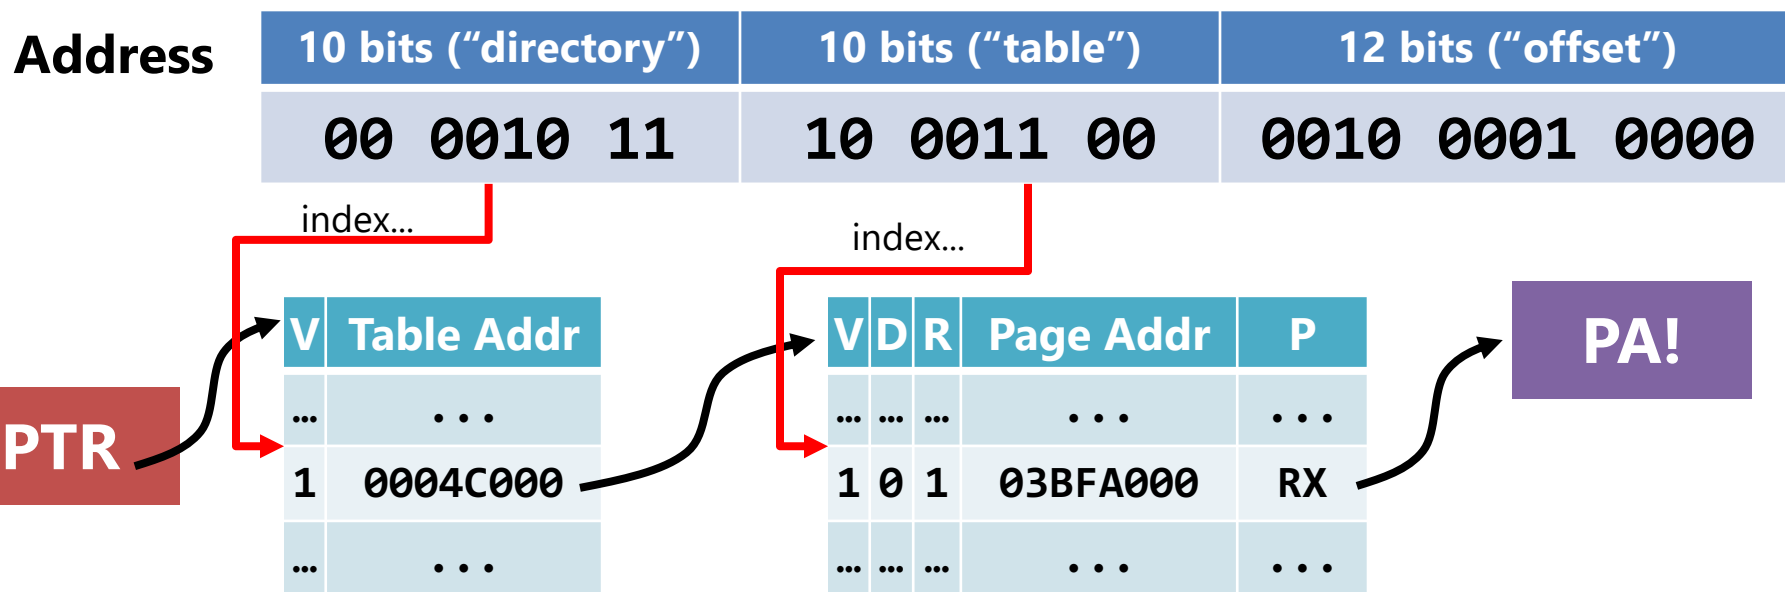 Address 10 bits (“directory”) 10 bits (“table”) 12 bits (“offset”)
00 0010 11 10 0011 00 0010 0001 0000
index... index...
V Table Addr V D R Page Addr P PA!
... ... ... ... ... ... ...
PTR
1 0004C000 1 0 1 03BFA000 RX
... ... ... ... ... ... ...